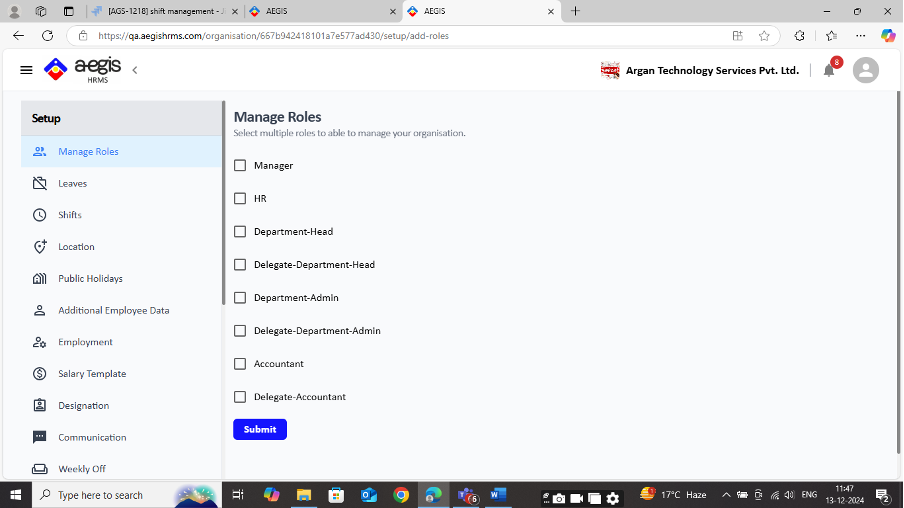 [AGS-1218] shift management - J
AEGIS
AEGIS
https://qa.aegishrms.com/organisation/667b942418101a7e577ad430/setup/add-roles
aegis
HRMS
Argan Technology Services Pvt. Ltd.
8
Setup
Manage Roles
Leaves
Shifts
Location
Public Holidays
Additional Employee Data
Employment
Salary Template
Designation
Communication
Weekly Off
Manage Roles
Select multiple roles to able to manage your organisation.
Manager
HR
Department-Head
Delegate-Department-Head
Department-Admin
Delegate-Department-Admin
Accountant
Delegate-Accountant
Submit
Type here to search
6
17°C Haze
ENG
11:47
13-12-2024
2